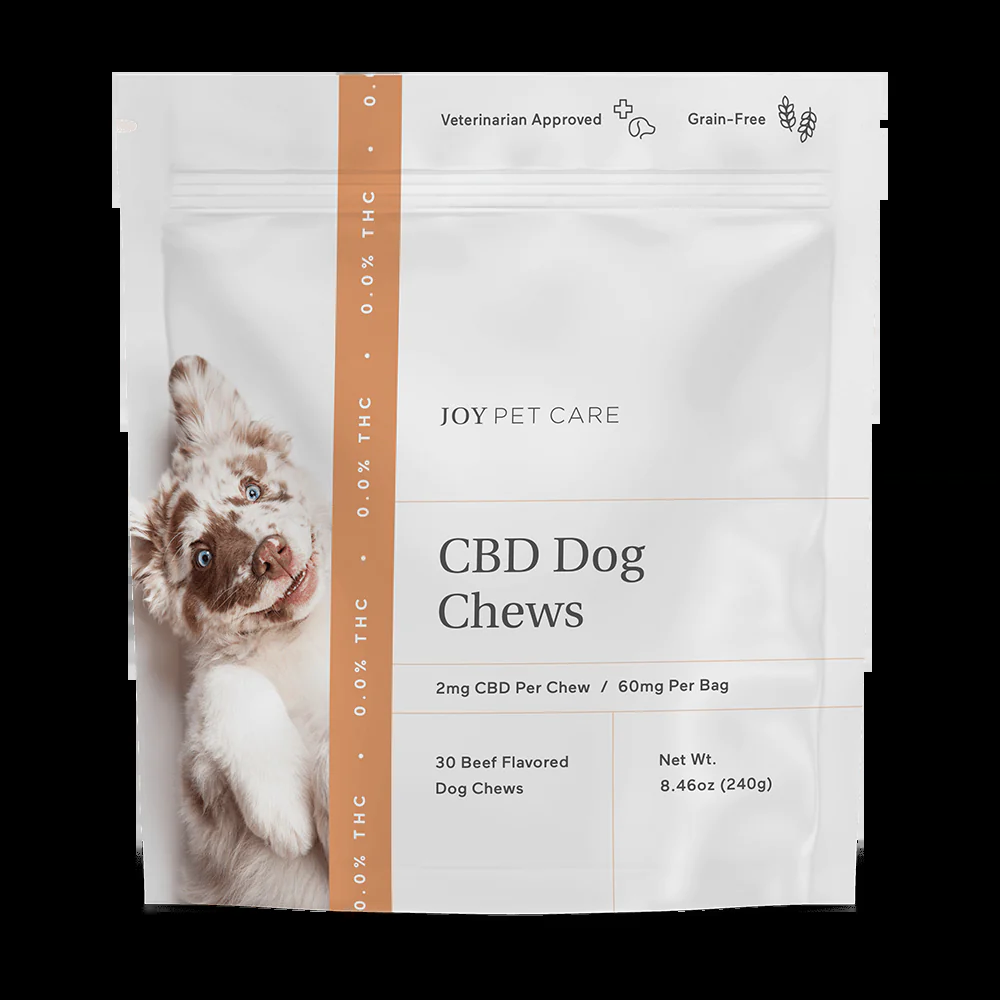 Veterinarian Approved
Grain-Free
0.
0.0% THC
0.0% THC
0.0% THC
0.0% THC
JOY PET CARE
CBD Dog
Chews
2mg CBD Per Chew / 60mg Per Bag
30 Beef Flavored
Dog Chews
Net Wt.
8.46oz (240g)